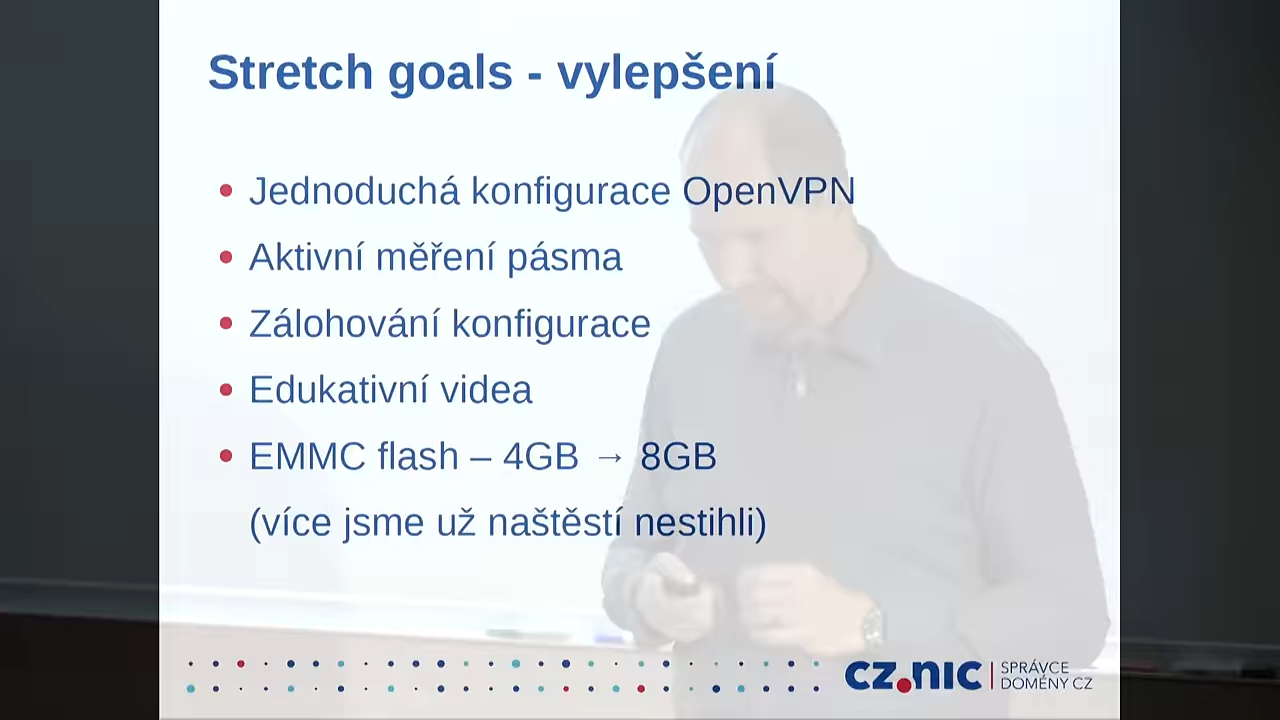 Stretch goals - vylepšení
Jednoduchá konfigurace OpenVPN
Aktivní měření pásma
Zálohování konfigurace
Edukativní videa
EMMC flash – 4GB → 8GB
(více jsme už naštěstí nestihli)
CZ.NIC | SPRÁVCE
DOMÉNY CZ